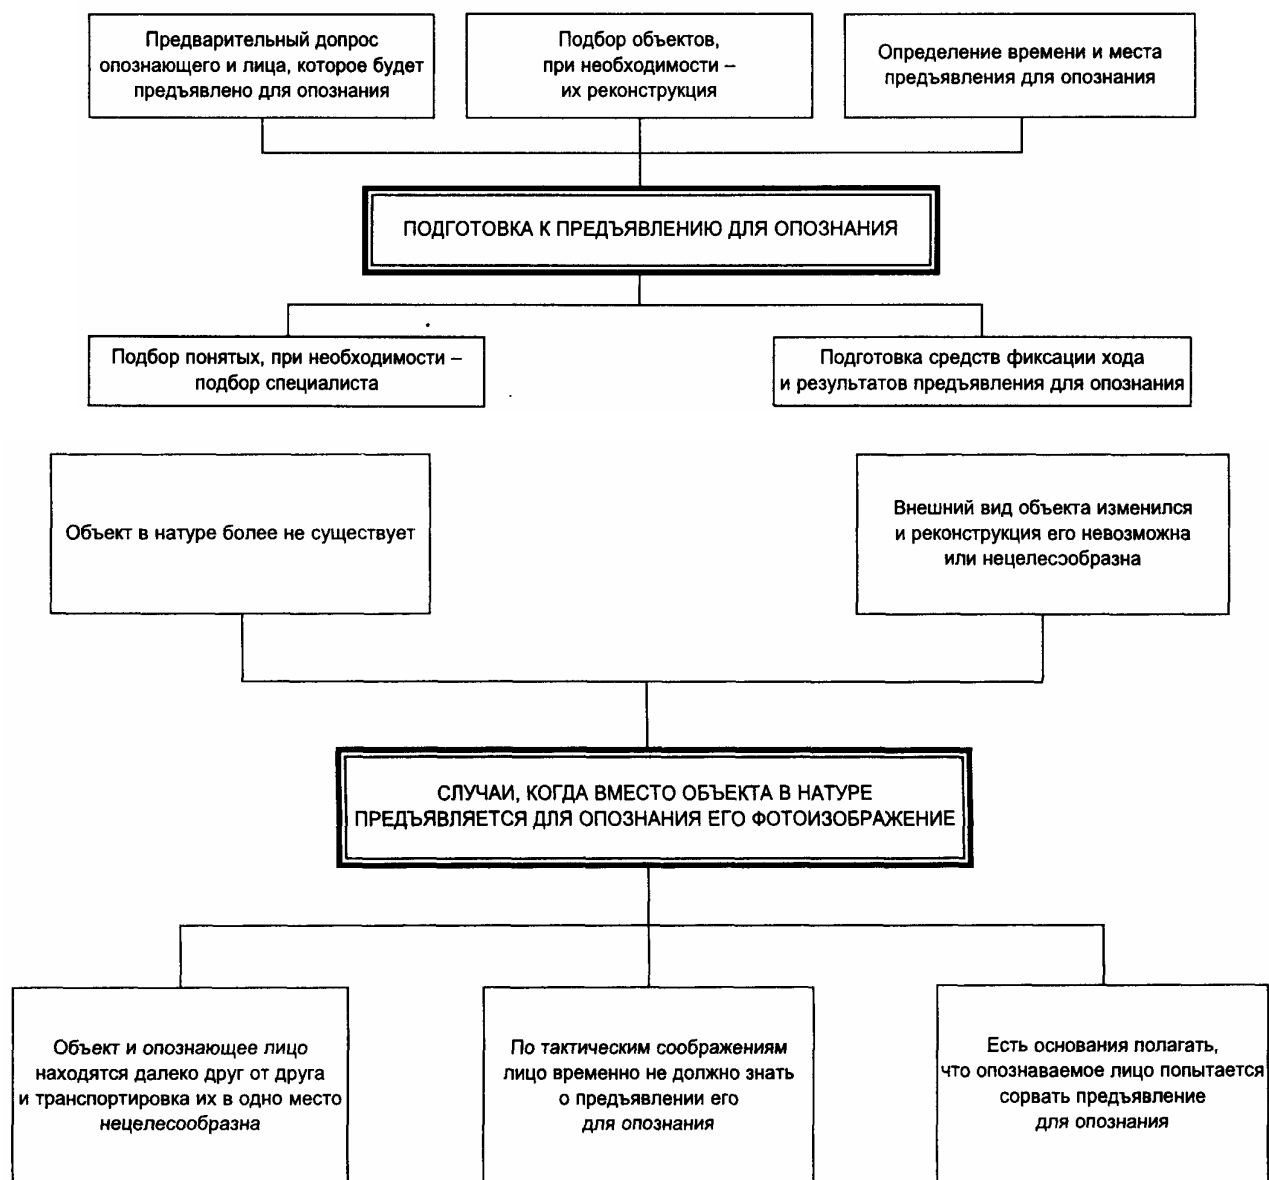 Предварительный допрос
опознающего и лица, которое будет
предъявлено для опознания
Подбор объектов,
при необходимости –
их реконструкция
Определение времени и места
предъявления для опознания
ПОДГОТОВКА К ПРЕДЪЯВЛЕНИЮ ДЛЯ ОПОЗНАНИЯ
Подбор понятых, при необходимости –
подбор специалиста
Подготовка средств фиксации хода
и результатов предъявления для опознания
Объект в натуре более не существует
Внешний вид объекта изменился
и реконструкция его невозможна
или нецелесообразна
СЛУЧАИ, КОГДА ВМЕСТО ОБЪЕКТА В НАТУРЕ
ПРЕДЪЯВЛЯЕТСЯ ДЛЯ ОПОЗНАНИЯ ЕГО ФОТОИЗОБРАЖЕНИЕ
Объект и опознающее лицо
находятся далеко друг от друга
и транспортировка их в одно место
нецелесообразна
По тактическим соображениям
лицо временно не должно знать
о предъявлении его
для опознания
Есть основания полагать,
что опознаваемое лицо попытается
сорвать предъявление
для опознания